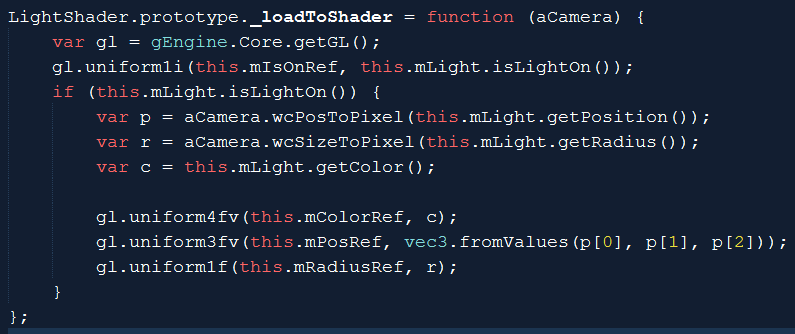 LightShader.prototype._loadToShader = function (aCamera) {
    var gl = gEngine.Core.getGL();
    gl.uniform1i(this.mIsOnRef, this.mLight.isLightOn());
    if (this.mLight.isLightOn()) {
        var p = aCamera.wcPosToPixel(this.mLight.getPosition());
        var r = aCamera.wcSizeToPixel(this.mLight.getRadius());
        var c = this.mLight.getColor();

        gl.uniform4fv(this.mColorRef, c);
        gl.uniform3fv(this.mPosRef, vec3.fromValues(p[0], p[1], p[2]));
        gl.uniform1f(this.mRadiusRef, r);
    }
};